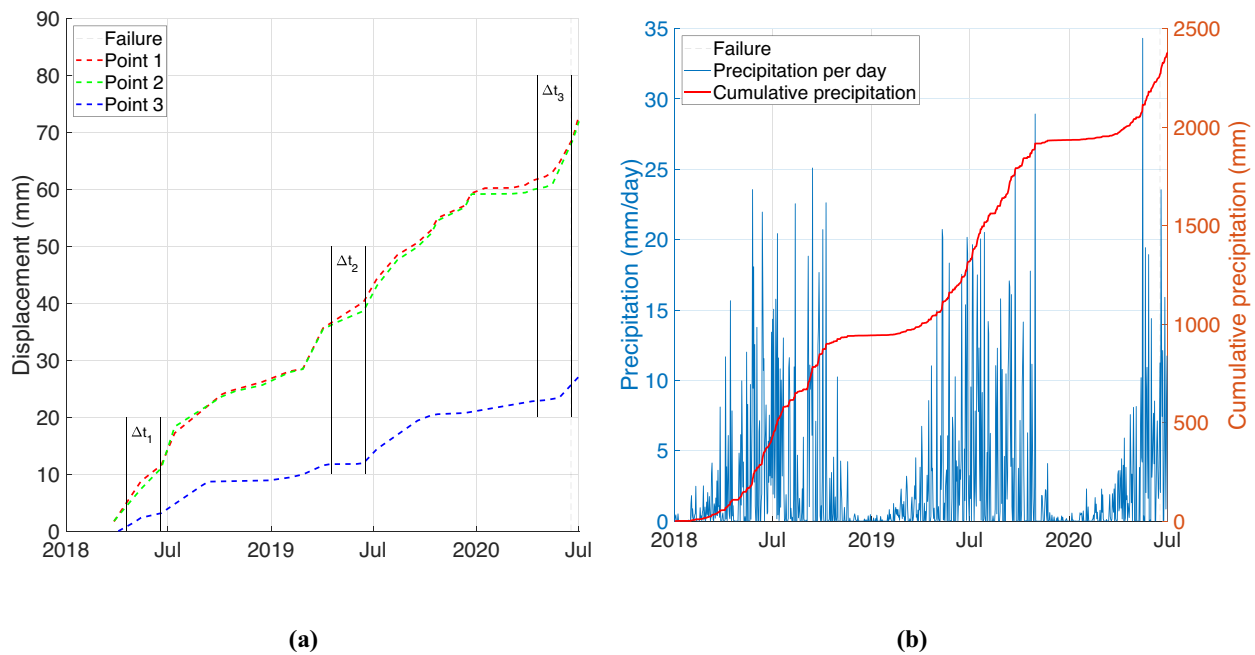 90
80
70
60
50
40
30
20
10
0
Displacement (mm)
Failure
Point 1
Point 2
Point 3
Δt1
Δt2
Δt3
2018 Jul 2019 Jul 2020 Jul
(a)
35
30
25
20
15
10
5
0
Precipitation (mm/day)
Failure
Precipitation per day
Cumulative precipitation
2500
2000
1500
1000
500
0
Cumulative precipitation (mm)
2018 Jul 2019 Jul 2020 Jul
(b)